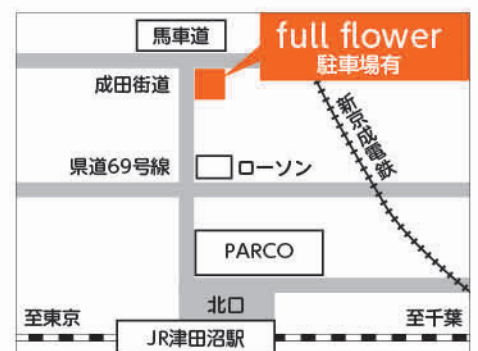 馬車道
full flower
駐車場有
成田街道
新京成電鉄
県道69号線
ローソン
PARCO
北口
至東京
至千葉
JR津田沼駅